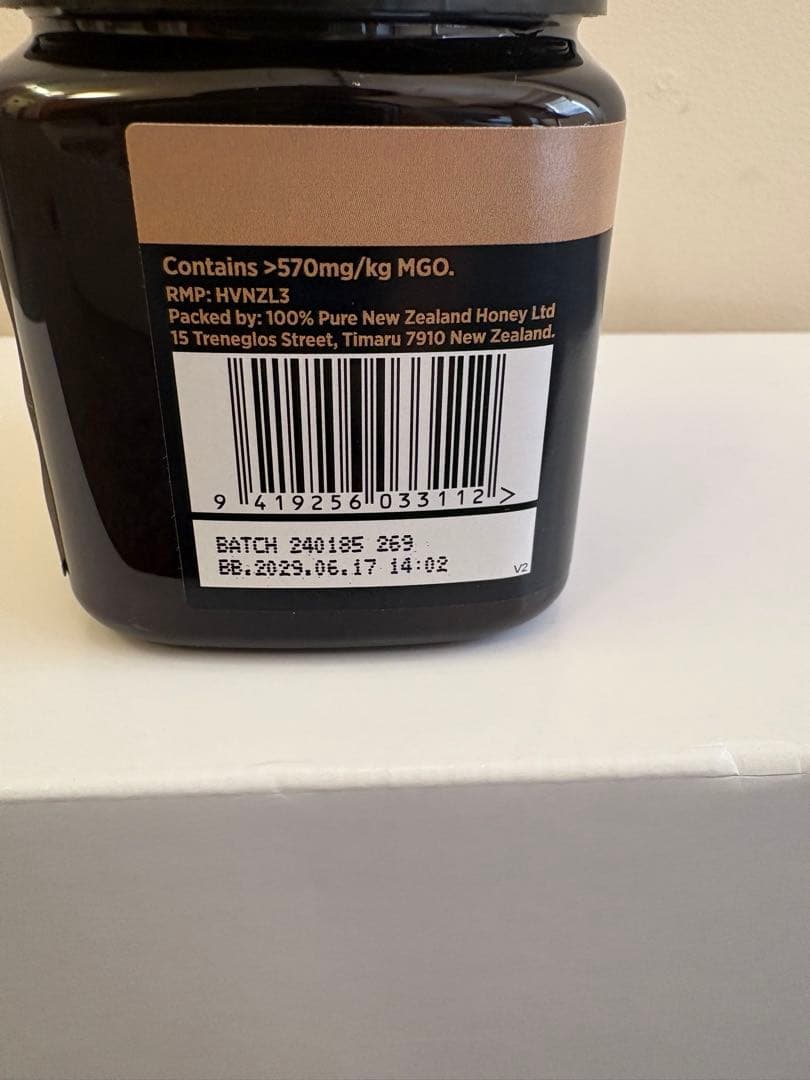 Contains >570mg/kg MGO.
RMP: HVNZL3
Packed by: 100% Pure New Zealand Honey Ltd
15 Treneglos Street, Timaru 7910 New Zealand.
9 419256 033112 >
BATCH 240185 269
BB.2029.06.17 14:02
V2